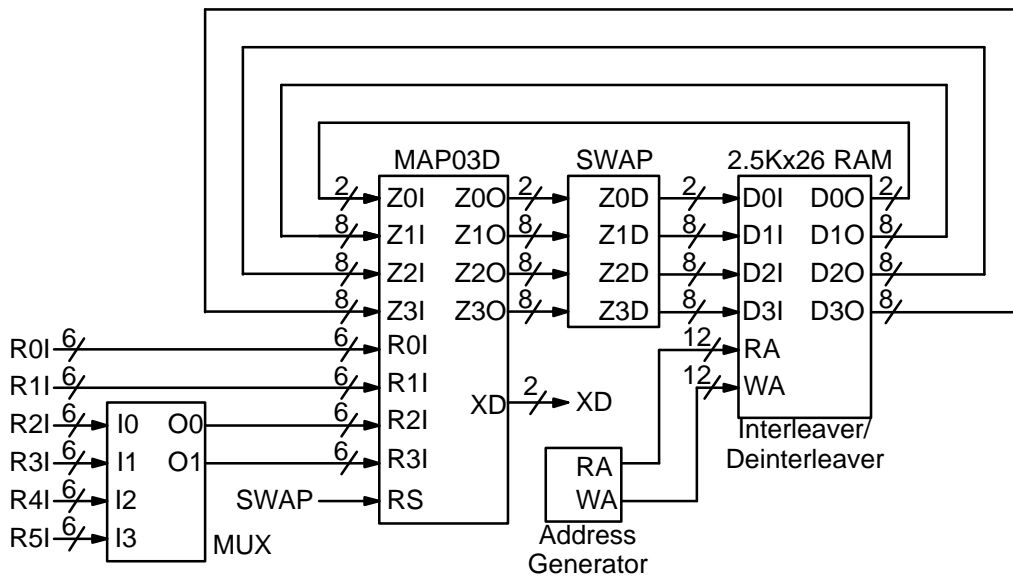 MAP03D SWAP 2.5Kx26 RAM
2 Z0I Z0O 2 Z0D 2 D0I D0O 2
8 Z1I Z1O 8 Z1D 8 D1I D1O 8
8 Z2I Z2O 8 Z2D 8 D2I D2O 8
8 Z3I Z3O 8 Z3D 8 D3I D3O 8
R0I 6 6 R0I 12 RA
R1I 6 6 R1I 12 WA
XD 2 XD
R2I 6 I0 O0 6 R2I Interleaver/
Deinterleaver
R3I 6 I1 O1 6 R3I RA
R4I 6 I2 SWAP RS WA
R5I 6 I3 MUX Address
Generator